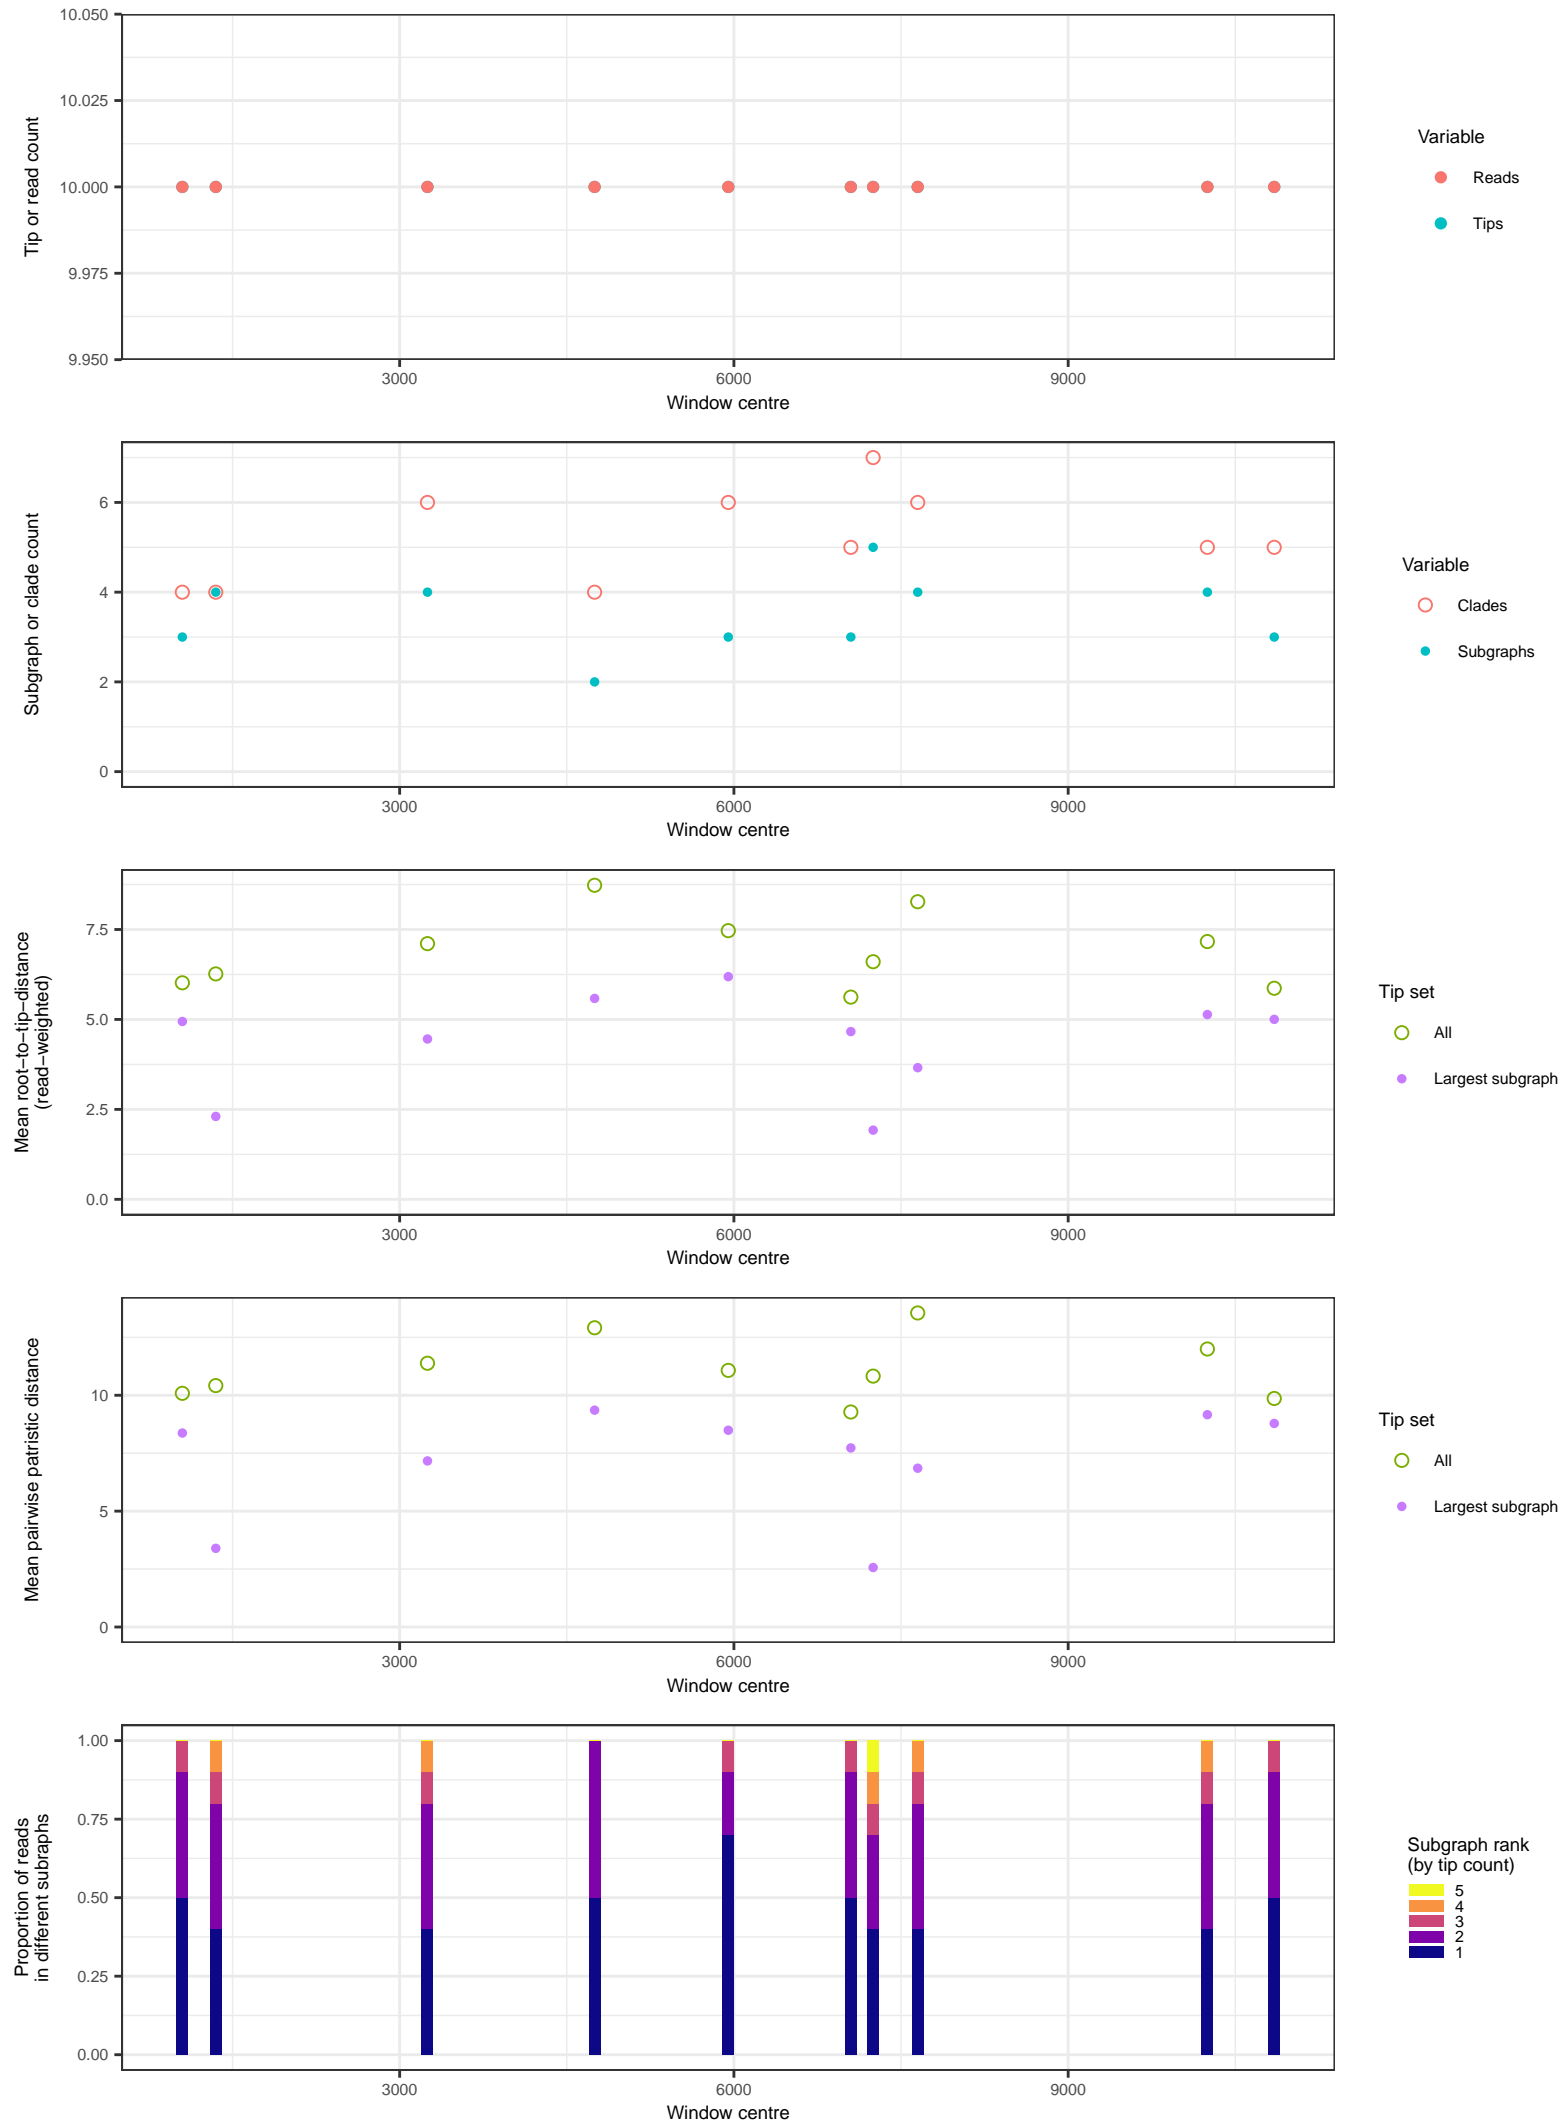 10.050
10.025
10.000
9.975
9.950
Tip or read count
3000 6000 9000
Window centre
Variable
Reads
Tips
6
4
2
0
Subgraph or clade count
3000 6000 9000
Window centre
Variable
Clades
Subgraphs
7.5
5.0
2.5
0.0
Mean root−to−tip−distance
(read−weighted)
3000 6000 9000
Window centre
Tip set
All
Largest subgraph
10
5
0
Mean pairwise patristic distance
3000 6000 9000
Window centre
Tip set
All
Largest subgraph
1.00
0.75
0.50
0.25
0.00
Proportion of reads
in different subraphs
3000 6000 9000
Window centre
Subgraph rank
(by tip count)
5
4
3
2
1